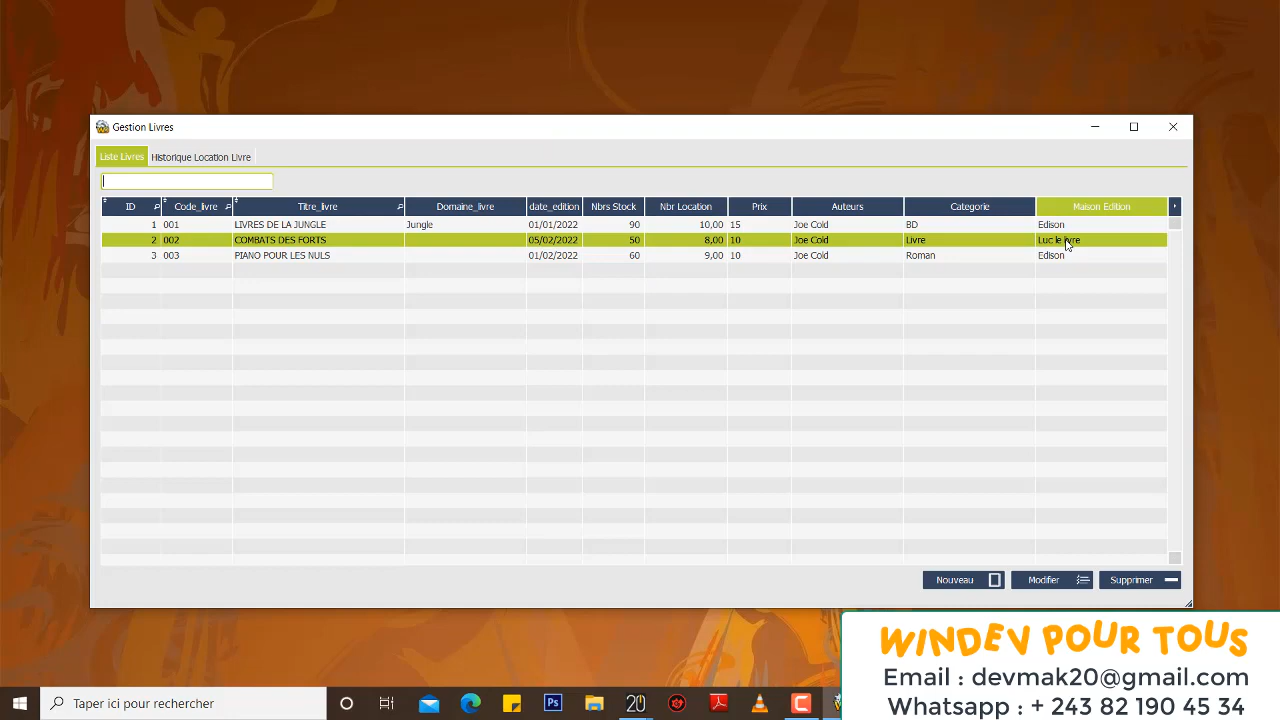 Gestion Livres
Liste Livres Historique Location Livre
ID Code_livre Titre_livre Domaine_livre date_edition Nbrs Stock Nbr Location Prix Auteurs Categorie Maison Edition
1 001 LIVRES DE LA JUNGLE Jungle 01/01/2022 90 10,00 15 Joe Cold BD Edison
2 002 COMBATS DES FORTS 05/02/2022 50 8,00 10 Joe Cold Livre Luc le livre
3 003 PIANO POUR LES NULS 01/02/2022 60 9,00 10 Joe Cold Roman Edison
Nouveau Modifier Supprimer
WINDEV POUR TOUS
Email : devmak20@gmail.com
Whatsapp : + 243 82 190 45 34
Taper ici pour rechercher Ps 20